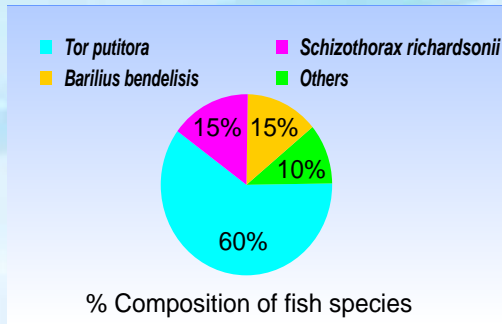 Tor putitora Schizothorax richardsonii
Barilius bendelisis Others
15% 15%
10%
60%
% Composition of fish species